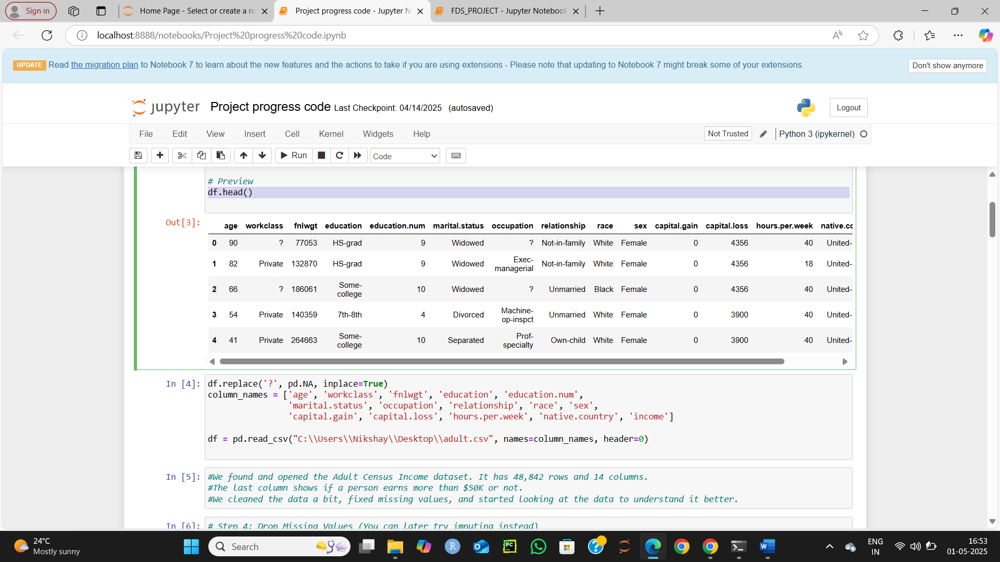 Sign in
Home Page - Select or create a no
Project progress code - Jupyter N
FDS_PROJECT - Jupyter Notebook
localhost:8888/notebooks/Project%20progress%20code.ipynb
UPDATE Read the migration plan to Notebook 7 to learn about the new features and the actions to take if you are using extensions - Please note that updating to Notebook 7 might break some of your extensions.
Don't show anymore
jupyter Project progress code Last Checkpoint: 04/14/2025 (autosaved)
Logout
File Edit View Insert Cell Kernel Widgets Help
Not Trusted
Python 3 (ipykernel)
Run
Code
# Preview
df.head()
Out[3]:
age workclass fnlwgt education education.num marital.status occupation relationship race sex capital.gain capital.loss hours.per.week native.co
0 90 ? 77053 HS-grad 9 Widowed ? Not-in-family White Female 0 4356 40 United-
1 82 Private 132870 HS-grad 9 Widowed Exec-managerial Not-in-family White Female 0 4356 18 United-
2 66 ? 186061 Some-college 10 Widowed ? Unmarried Black Female 0 4356 40 United-
3 54 Private 140359 7th-8th 4 Divorced Machine-op-inspct Unmarried White Female 0 3900 40 United-
4 41 Private 264663 Some-college 10 Separated Prof-specialty Own-child White Female 0 3900 40 United-
In [4]: df.replace('?', pd.NA, inplace=True)
column_names = ['age', 'workclass', 'fnlwgt', 'education', 'education.num',
'marital.status', 'occupation', 'relationship', 'race', 'sex',
'capital.gain', 'capital.loss', 'hours.per.week', 'native.country', 'income']
df = pd.read_csv("C:\\Users\\Nikshay\\Desktop\\adult.csv", names=column_names, header=0)
In [5]: #We found and opened the Adult Census Income dataset. It has 48,842 rows and 14 columns.
#The last column shows if a person earns more than $50K or not.
#We cleaned the data a bit, fixed missing values, and started looking at the data to understand it better.
In [6]: # Step 4: Drop Missing Values (You can later try imputing instead)
24°C
Mostly sunny
Search
R
PC
W
ENG
IN
16:53
01-05-2025